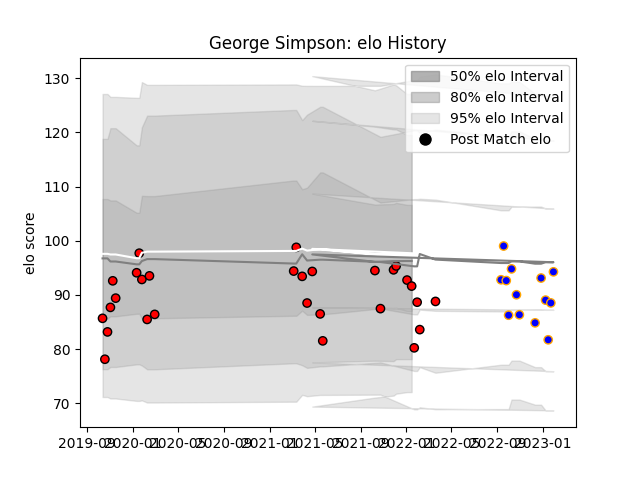 George Simpson: elo History
50% elo Interval
80% elo Interval
95% elo Interval
Post Match elo
elo score
130
120
110
100
90
80
70
2019-09 2020-01 2020-05 2020-09 2021-01 2021-05 2021-09 2022-01 2022-05 2022-09 2023-01